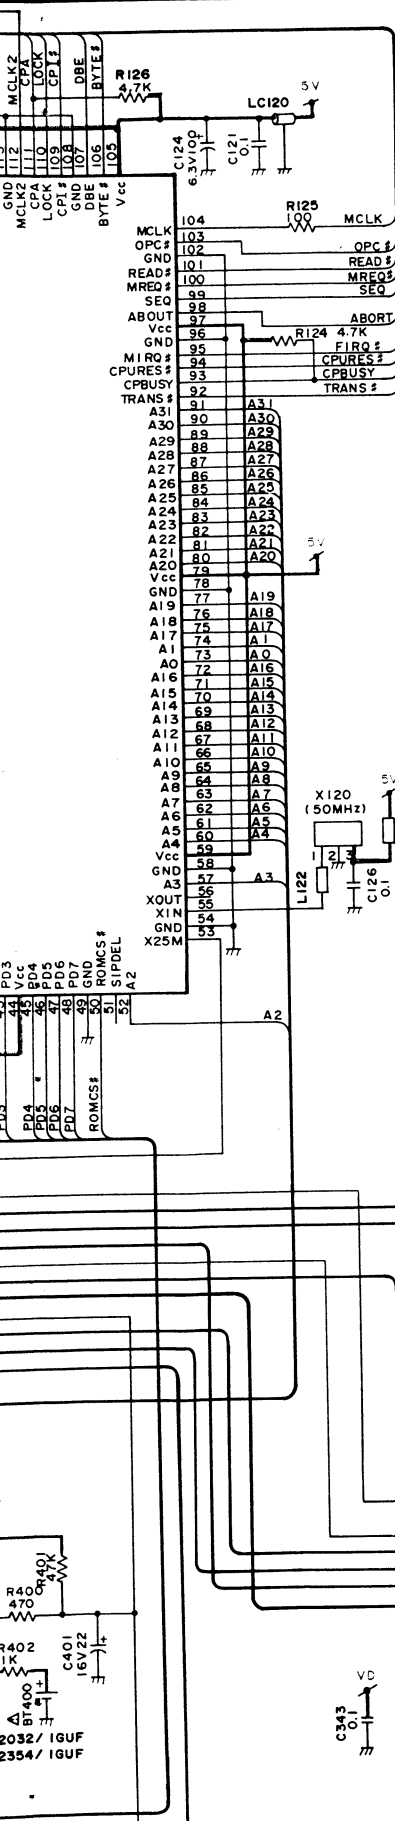 MCLK2
CPA
LOCK
CPI#
DBE
BYTE#
R126
4.7K
LC120
5V
C124
6.3V100
C121
0.1
112
111
110
109
108
107
106
105
GND
MCLK2
CPA
LOCK
CPI#
GND
DBE
BYTE#
Vcc
R125
100
MCLK 104 MCLK
OPC# 103 OPC#
GND 102
READ# 101 READ#
MREQ# 100 MREQ#
SEQ 99 SEQ
ABOUT 98 ABORT
Vcc 97
R124 4.7K
GND 96
MIRQ# 95 FIRQ#
CPURES# 94 CPURES#
CPBUSY 93 CPBUSY
TRANS# 92 TRANS#
A31 91 A31
A30 90 A30
A29 89 A29
A28 88 A28
A27 87 A27
A26 86 A26
A25 85 A25
A24 84 A24
A23 83 A23
A22 82 A22
A21 81 A21
A20 80 A20
5V
Vcc 79
GND 78
A19 77 A19
A18 76 A18
A17 75 A17
A1 74 A1
A0 73 A0
A16 72 A16
A15 71 A15
A14 70 A14
A13 69 A13
A12 68 A12
A11 67 A11
A10 66 A10
A9 65 A9
A8 64 A8
A7 63 A7
A6 62 A6
A5 61 A5
A4 60 A4
Vcc 59
GND 58
A3 57 A3
XOUT 56
XIN 55
GND 54
X25M 53
X120
(50MHz)
5V
1 2 3
L122
C126
0.1
PD3
Vcc
PD4
PD5
PD6
PD7
GND
ROMCS#
SIPDEL
A2
43
44
45
46
47
48
49
50
51
52
A2
PD3
PD4
PD5
PD6
PD7
ROMCS#
R401
47K
R400
470
R402
1K
C401
16V22
BT400
2032/1GUF
2354/1GUF
VD
C343
0.1